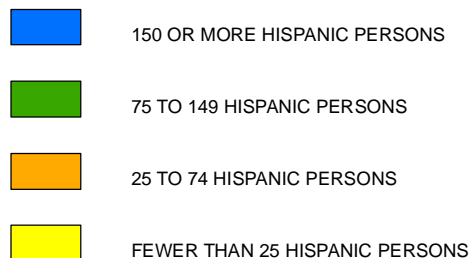 150 OR MORE HISPANIC PERSONS
75 TO 149 HISPANIC PERSONS
25 TO 74 HISPANIC PERSONS
FEWER THAN 25 HISPANIC PERSONS